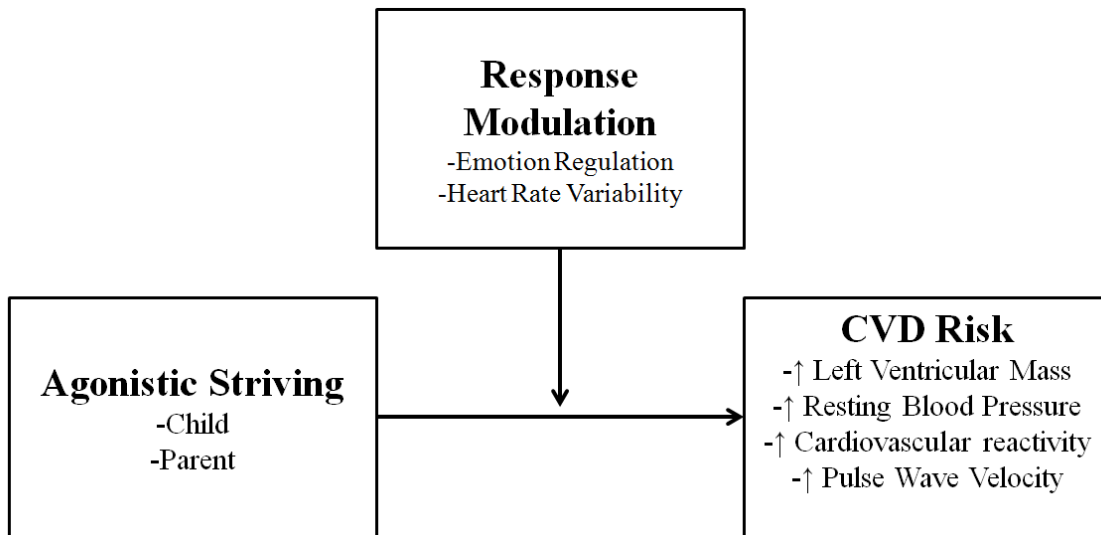 Response
Modulation
-Emotion Regulation
-Heart Rate Variability
Agonistic Striving
-Child
-Parent
CVD Risk
-↑ Left Ventricular Mass
-↑ Resting Blood Pressure
-↑ Cardiovascular reactivity
-↑ Pulse Wave Velocity